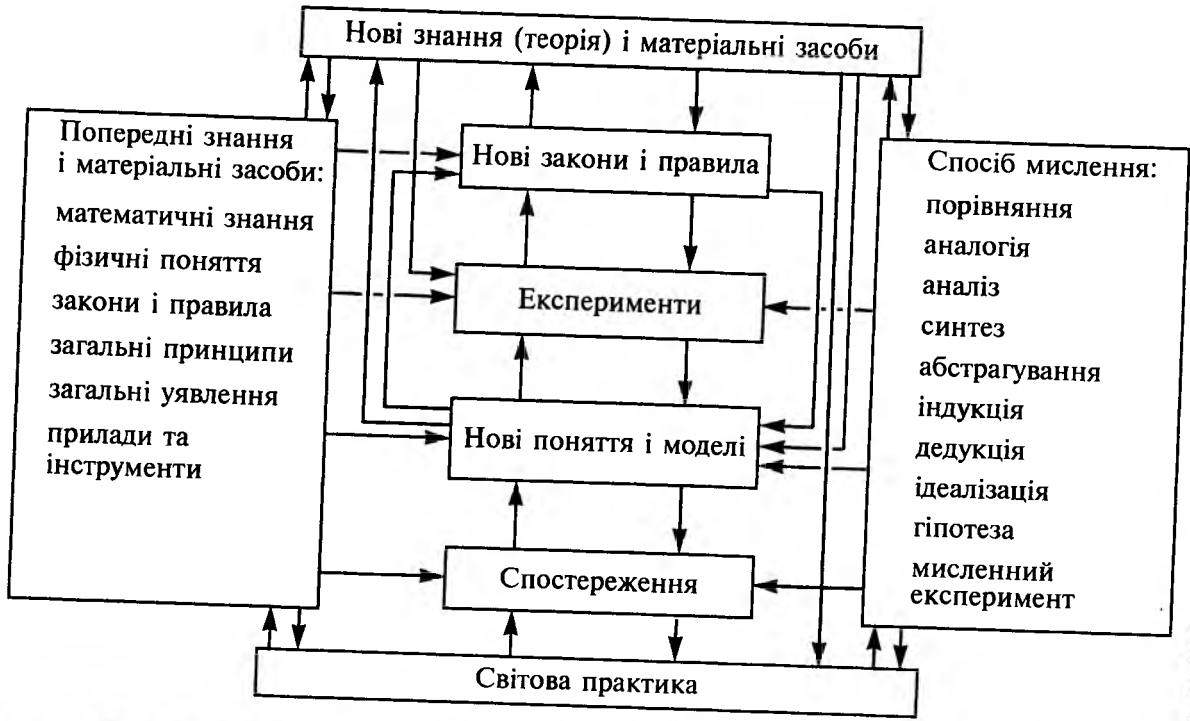 Нові знання (теорія) і матеріальні засоби
Попередні знання
і матеріальні засоби:
математичні знання
фізичні поняття
закони і правила
загальні принципи
загальні уявлення
прилади та
інструменти
Нові закони і правила
Експерименти
Нові поняття і моделі
Спостереження
Світова практика
Спосіб мислення:
порівняння
аналогія
аналіз
синтез
абстрагування
індукція
дедукція
ідеалізація
гіпотеза
мисленний
експеримент